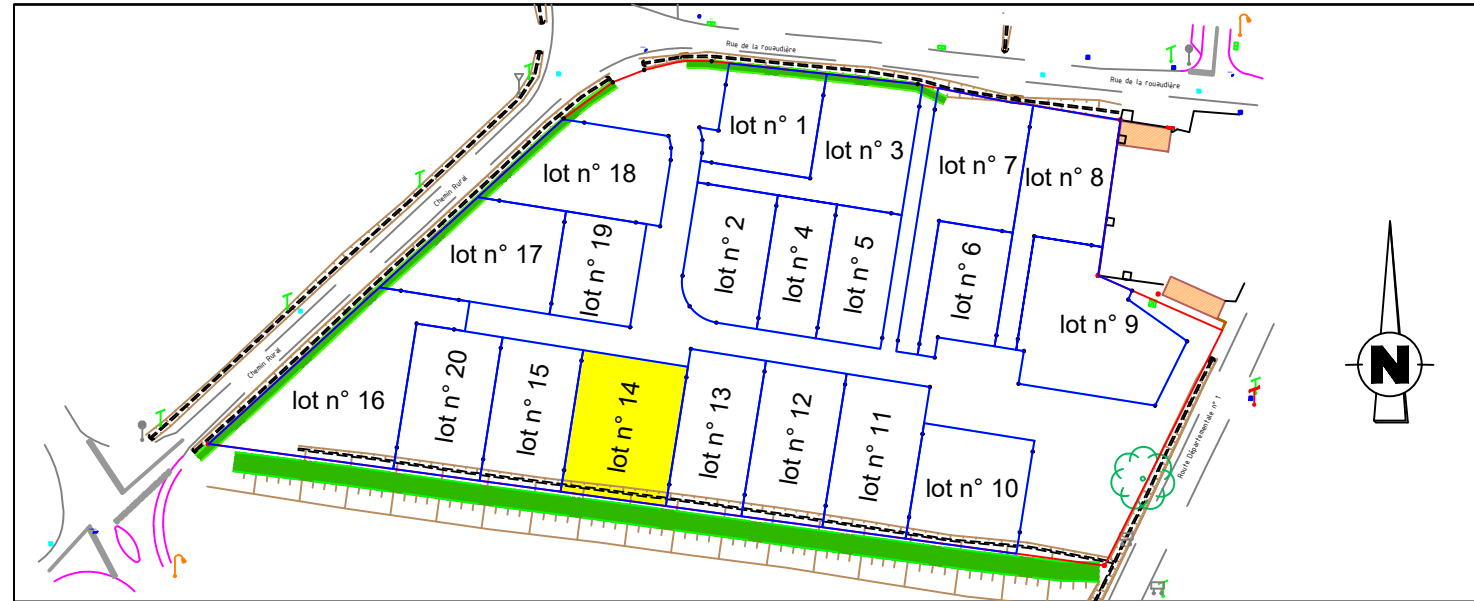 Rue de la rouaudière
Rue de la rouaudière
lot n° 1
lot n° 3
lot n° 7
lot n° 8
lot n° 18
Chemin Rural
lot n° 17
lot n° 19
lot n° 2
lot n° 4
lot n° 5
lot n° 6
lot n° 9
N
Chemin Rural
lot n° 16
lot n° 20
lot n° 15
lot n° 14
lot n° 13
lot n° 12
lot n° 11
lot n° 10
Route Départementale n° 1